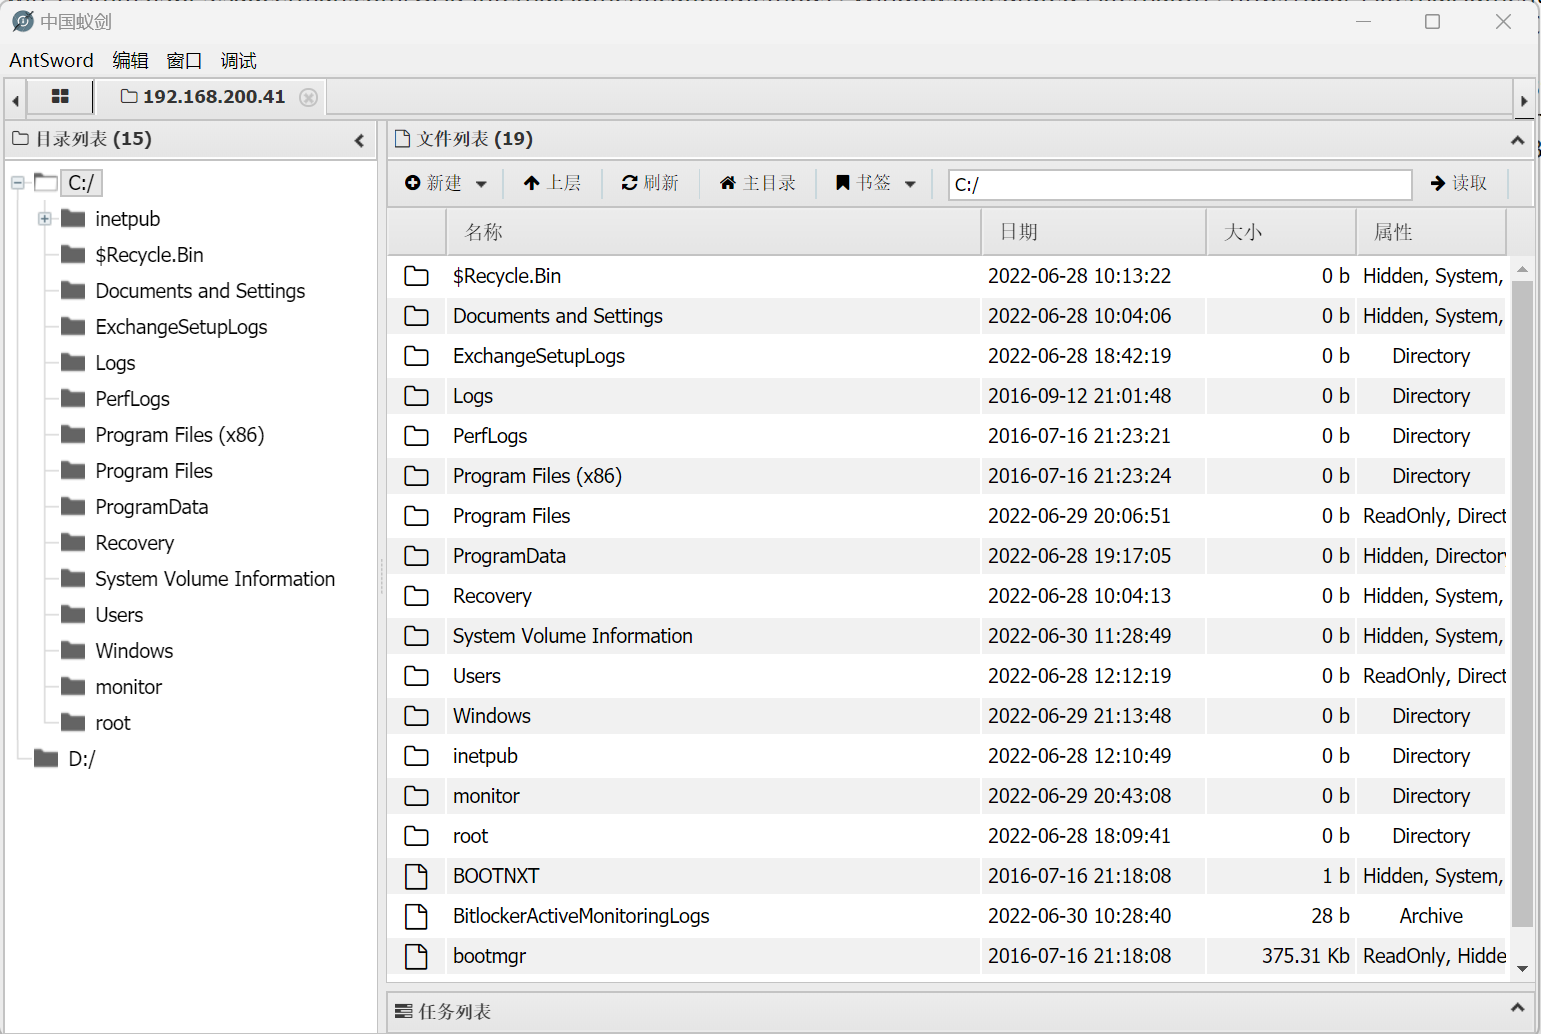 中国蚁剑
AntSword 编辑 窗口 调试
192.168.200.41
目录列表 (15)
C:/
inetpub
$Recycle.Bin
Documents and Settings
ExchangeSetupLogs
Logs
PerfLogs
Program Files (x86)
Program Files
ProgramData
Recovery
System Volume Information
Users
Windows
monitor
root
D:/
文件列表 (19)
新建 上层 刷新 主目录 书签 C:/ 读取
名称 日期 大小 属性
$Recycle.Bin 2022-06-28 10:13:22 0 b Hidden, System,
Documents and Settings 2022-06-28 10:04:06 0 b Hidden, System,
ExchangeSetupLogs 2022-06-28 18:42:19 0 b Directory
Logs 2016-09-12 21:01:48 0 b Directory
PerfLogs 2016-07-16 21:23:21 0 b Directory
Program Files (x86) 2016-07-16 21:23:24 0 b Directory
Program Files 2022-06-29 20:06:51 0 b ReadOnly, Direct
ProgramData 2022-06-28 19:17:05 0 b Hidden, Directory
Recovery 2022-06-28 10:04:13 0 b Hidden, System,
System Volume Information 2022-06-30 11:28:49 0 b Hidden, System,
Users 2022-06-28 12:12:19 0 b ReadOnly, Direct
Windows 2022-06-29 21:13:48 0 b Directory
inetpub 2022-06-28 12:10:49 0 b Directory
monitor 2022-06-29 20:43:08 0 b Directory
root 2022-06-28 18:09:41 0 b Directory
BOOTNXT 2016-07-16 21:18:08 1 b Hidden, System,
BitlockerActiveMonitoringLogs 2022-06-30 10:28:40 28 b Archive
bootmgr 2016-07-16 21:18:08 375.31 Kb ReadOnly, Hidde
任务列表